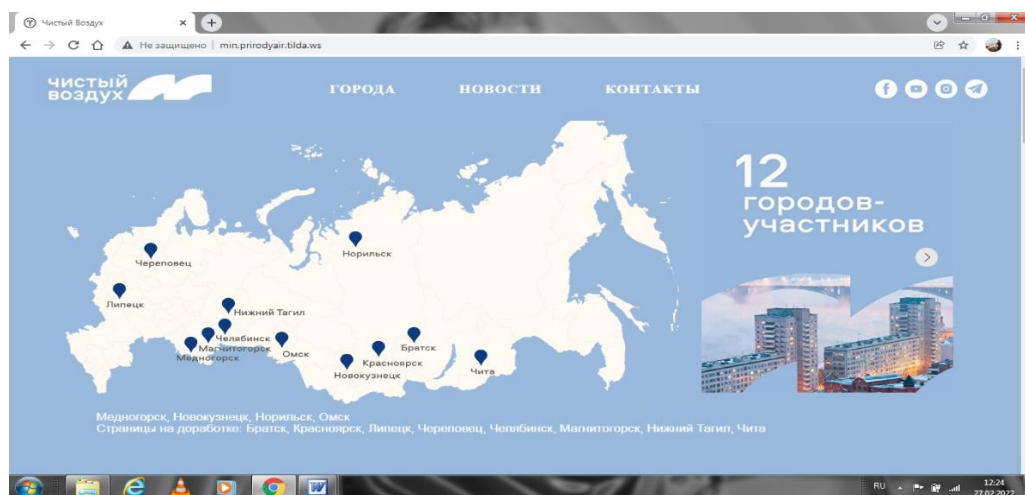 Чистый Воздух
Не защищено | min.prirodyair.tilda.ws
чистый
воздух
ГОРОДА
НОВОСТИ
КОНТАКТЫ
12
городов-
участников
Норильск
Череповец
Липецк
Нижний Тагил
Челябинск
Магнитогорск
Медногорск
Омск
Братск
Красноярск
Новокузнецк
Чита
Медногорск, Новокузнецк, Норильск, Омск
Страницы на доработке: Братск, Красноярск, Липецк, Череповец, Челябинск, Магнитогорск, Нижний Тагил, Чита
RU
12:24
27.02.2022